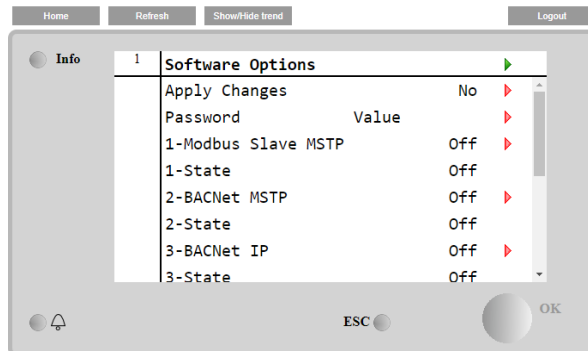 Home Refresh Show/Hide trend Logout
Info
1 Software Options
Apply Changes No
Password Value
1-Modbus Slave MSTP Off
1-State Off
2-BACNet MSTP Off
2-State Off
3-BACNet IP Off
3-State Off
ESC OK